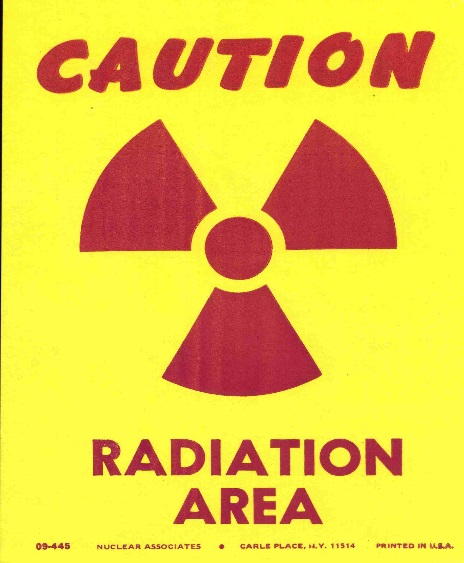 CAUTION
RADIATION
AREA
09-445 NUCLEAR ASSOCIATES • CARLE PLACE, N.Y. 11514 PRINTED IN U.S.A.